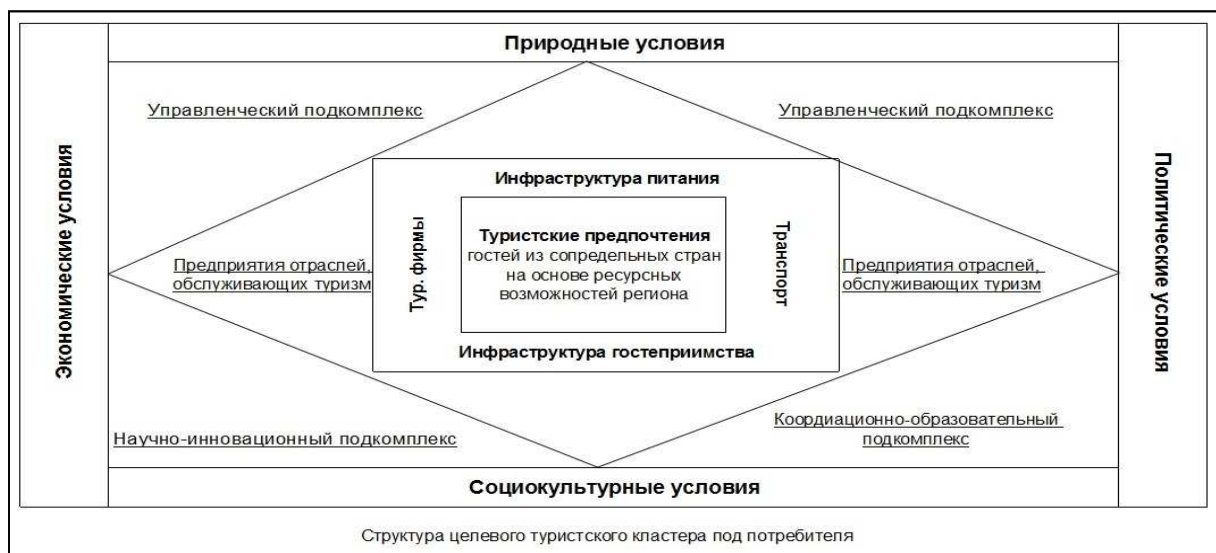 Природные условия
Экономические условия
Политические условия
Управленческий подкомплекс
Управленческий подкомплекс
Инфраструктура питания
Тур. фирмы
Туристские предпочтения
гостей из сопредельных стран
на основе ресурсных
возможностей региона
Транспорт
Предприятия отраслей,
обслуживающих туризм
Предприятия отраслей,
обслуживающих туризм
Инфраструктура гостеприимства
Научно-инновационный подкомплекс
Коордиационно-образовательный
подкомплекс
Социокультурные условия
Структура целевого туристского кластера под потребителя